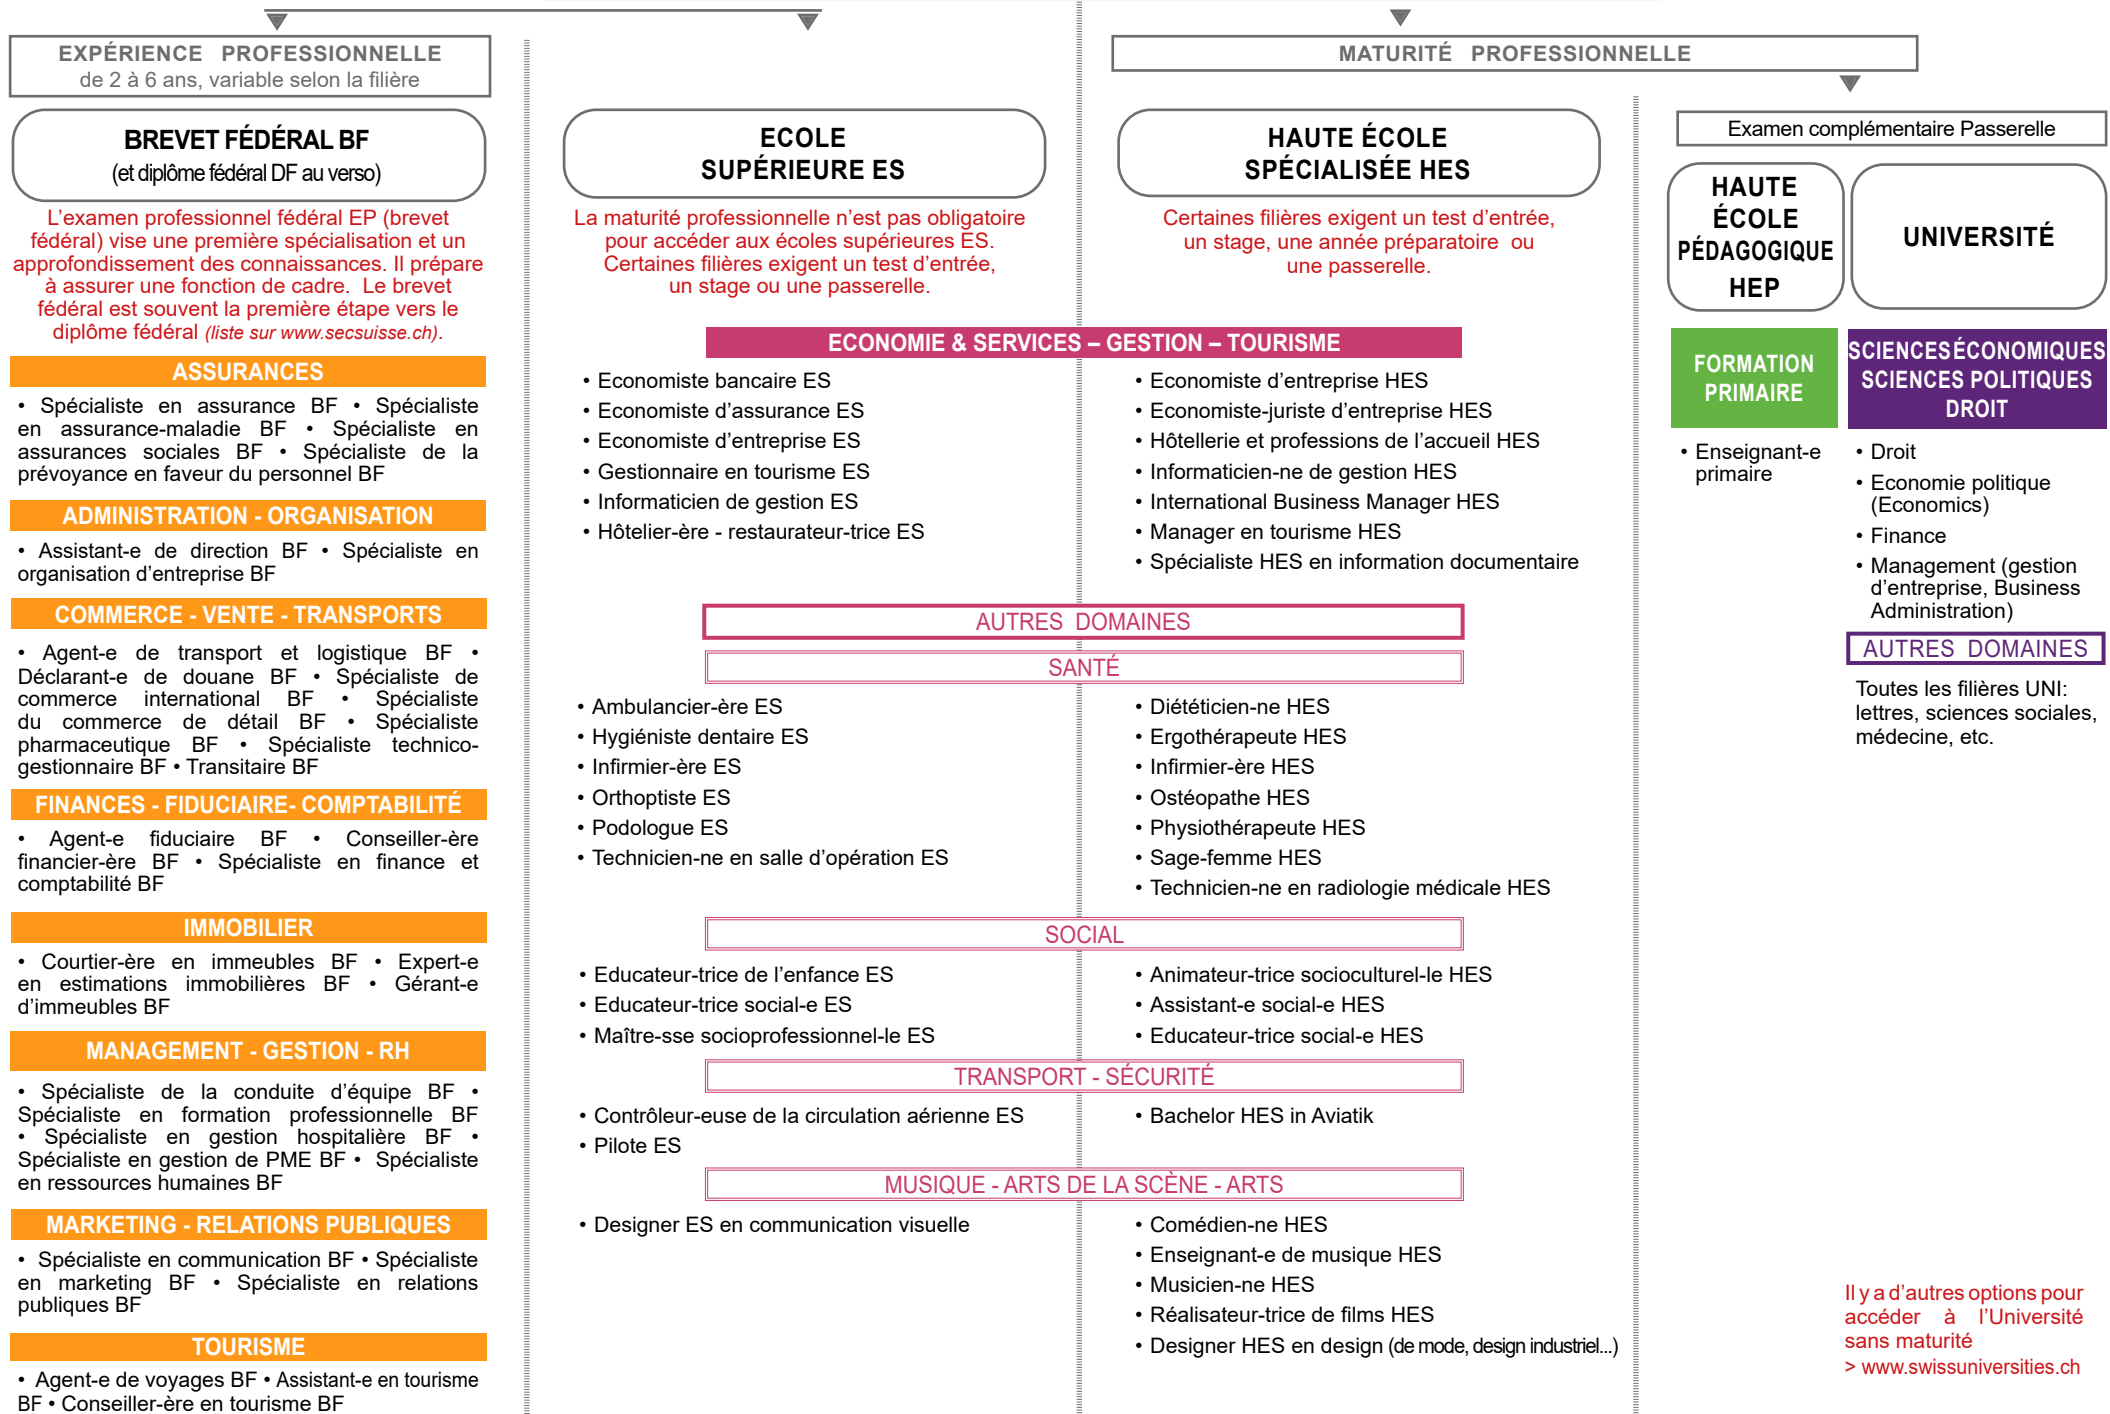 EXPÉRIENCE PROFESSIONNELLE
de 2 à 6 ans, variable selon la filière
BREVET FÉDÉRAL BF
(et diplôme fédéral DF au verso)
L'examen professionnel fédéral EP (brevet
fédéral) vise une première spécialisation et un
approfondissement des connaissances. Il prépare
à assurer une fonction de cadre. Le brevet
fédéral est souvent la première étape vers le
diplôme fédéral (liste sur www.secsuisse.ch).
ASSURANCES
• Spécialiste en assurance BF • Spécialiste
en assurance-maladie BF • Spécialiste en
assurances sociales BF • Spécialiste de la
prévoyance en faveur du personnel BF
ADMINISTRATION - ORGANISATION
• Assistant-e de direction BF • Spécialiste en
organisation d'entreprise BF
COMMERCE - VENTE - TRANSPORTS
• Agent-e de transport et logistique BF •
Déclarant-e de douane BF • Spécialiste de
commerce international BF • Spécialiste
du commerce de détail BF • Spécialiste
pharmaceutique BF • Spécialiste technico-
gestionnaire BF • Transitaire BF
FINANCES - FIDUCIAIRE- COMPTABILITÉ
• Agent-e fiduciaire BF • Conseiller-ère
financier-ère BF • Spécialiste en finance et
comptabilité BF
IMMOBILIER
• Courtier-ère en immeubles BF • Expert-e
en estimations immobilières BF • Gérant-e
d'immeubles BF
MANAGEMENT - GESTION - RH
• Spécialiste de la conduite d'équipe BF •
Spécialiste en formation professionnelle BF
• Spécialiste en gestion hospitalière BF •
Spécialiste en gestion de PME BF • Spécialiste
en ressources humaines BF
MARKETING - RELATIONS PUBLIQUES
• Spécialiste en communication BF • Spécialiste
en marketing BF • Spécialiste en relations
publiques BF
TOURISME
• Agent-e de voyages BF • Assistant-e en tourisme
BF • Conseiller-ère en tourisme BF
ECOLE
SUPÉRIEURE ES
La maturité professionnelle n'est pas obligatoire
pour accéder aux écoles supérieures ES.
Certaines filières exigent un test d'entrée,
un stage ou une passerelle.
MATURITÉ PROFESSIONNELLE
HAUTE ÉCOLE
SPÉCIALISÉE HES
Certaines filières exigent un test d'entrée,
un stage, une année préparatoire ou
une passerelle.
ECONOMIE & SERVICES – GESTION – TOURISME
• Economiste bancaire ES
• Economiste d'assurance ES
• Economiste d'entreprise ES
• Gestionnaire en tourisme ES
• Informaticien de gestion ES
• Hôtelier-ère - restaurateur-trice ES
• Economiste d'entreprise HES
• Economiste-juriste d'entreprise HES
• Hôtellerie et professions de l'accueil HES
• Informaticien-ne de gestion HES
• International Business Manager HES
• Manager en tourisme HES
• Spécialiste HES en information documentaire
AUTRES DOMAINES
SANTÉ
• Ambulancier-ère ES
• Hygiéniste dentaire ES
• Infirmier-ère ES
• Orthoptiste ES
• Podologue ES
• Technicien-ne en salle d'opération ES
• Diététicien-ne HES
• Ergothérapeute HES
• Infirmier-ère HES
• Ostéopathe HES
• Physiothérapeute HES
• Sage-femme HES
• Technicien-ne en radiologie médicale HES
SOCIAL
• Educateur-trice de l'enfance ES
• Educateur-trice social-e ES
• Maître-sse socioprofessionnel-le ES
• Animateur-trice socioculturel-le HES
• Assistant-e social-e HES
• Educateur-trice social-e HES
TRANSPORT - SÉCURITÉ
• Contrôleur-euse de la circulation aérienne ES
• Pilote ES
• Bachelor HES in Aviatik
MUSIQUE - ARTS DE LA SCÈNE - ARTS
• Designer ES en communication visuelle
• Comédien-ne HES
• Enseignant-e de musique HES
• Musicien-ne HES
• Réalisateur-trice de films HES
• Designer HES en design (de mode, design industriel...)
Examen complémentaire Passerelle
HAUTE
ÉCOLE
PÉDAGOGIQUE
HEP
FORMATION
PRIMAIRE
• Enseignant-e
primaire
UNIVERSITÉ
SCIENCES ÉCONOMIQUES
SCIENCES POLITIQUES
DROIT
• Droit
• Economie politique
(Economics)
• Finance
• Management (gestion
d'entreprise, Business
Administration)
AUTRES DOMAINES
Toutes les filières UNI:
lettres, sciences sociales,
médecine, etc.
Il y a d'autres options pour
accéder à l'Université
sans maturité
> www.swissuniversities.ch